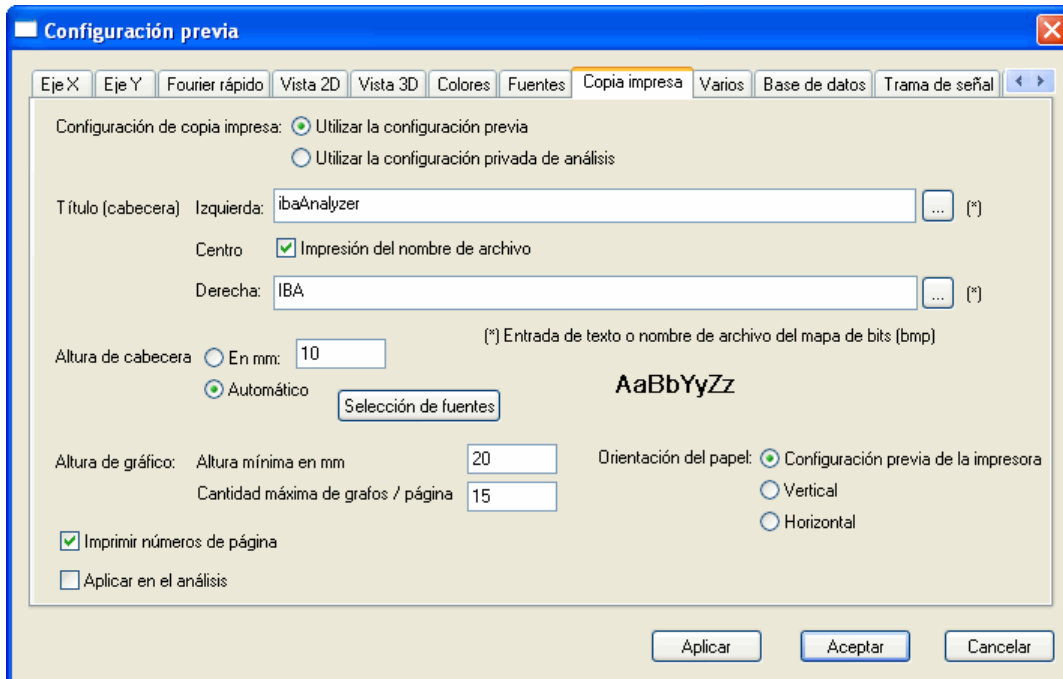 Configuración previa
Eje X Eje Y Fourier rápido Vista 2D Vista 3D Colores Fuentes Copia impresa Varios Base de datos Trama de señal
Configuración de copia impresa: Utilizar la configuración previa
Utilizar la configuración privada de análisis
Título (cabecera) Izquierda: ibaAnalyzer ... (*)
Centro Impresión del nombre de archivo
Derecha: IBA ... (*)
(*) Entrada de texto o nombre de archivo del mapa de bits (bmp)
Altura de cabecera En mm: 10
Automático
AaBbYyZz
Selección de fuentes
Altura de gráfico: Altura mínima en mm 20
Cantidad máxima de grafos / página 15
Orientación del papel: Configuración previa de la impresora
Vertical
Horizontal
Imprimir números de página
Aplicar en el análisis
Aplicar Aceptar Cancelar